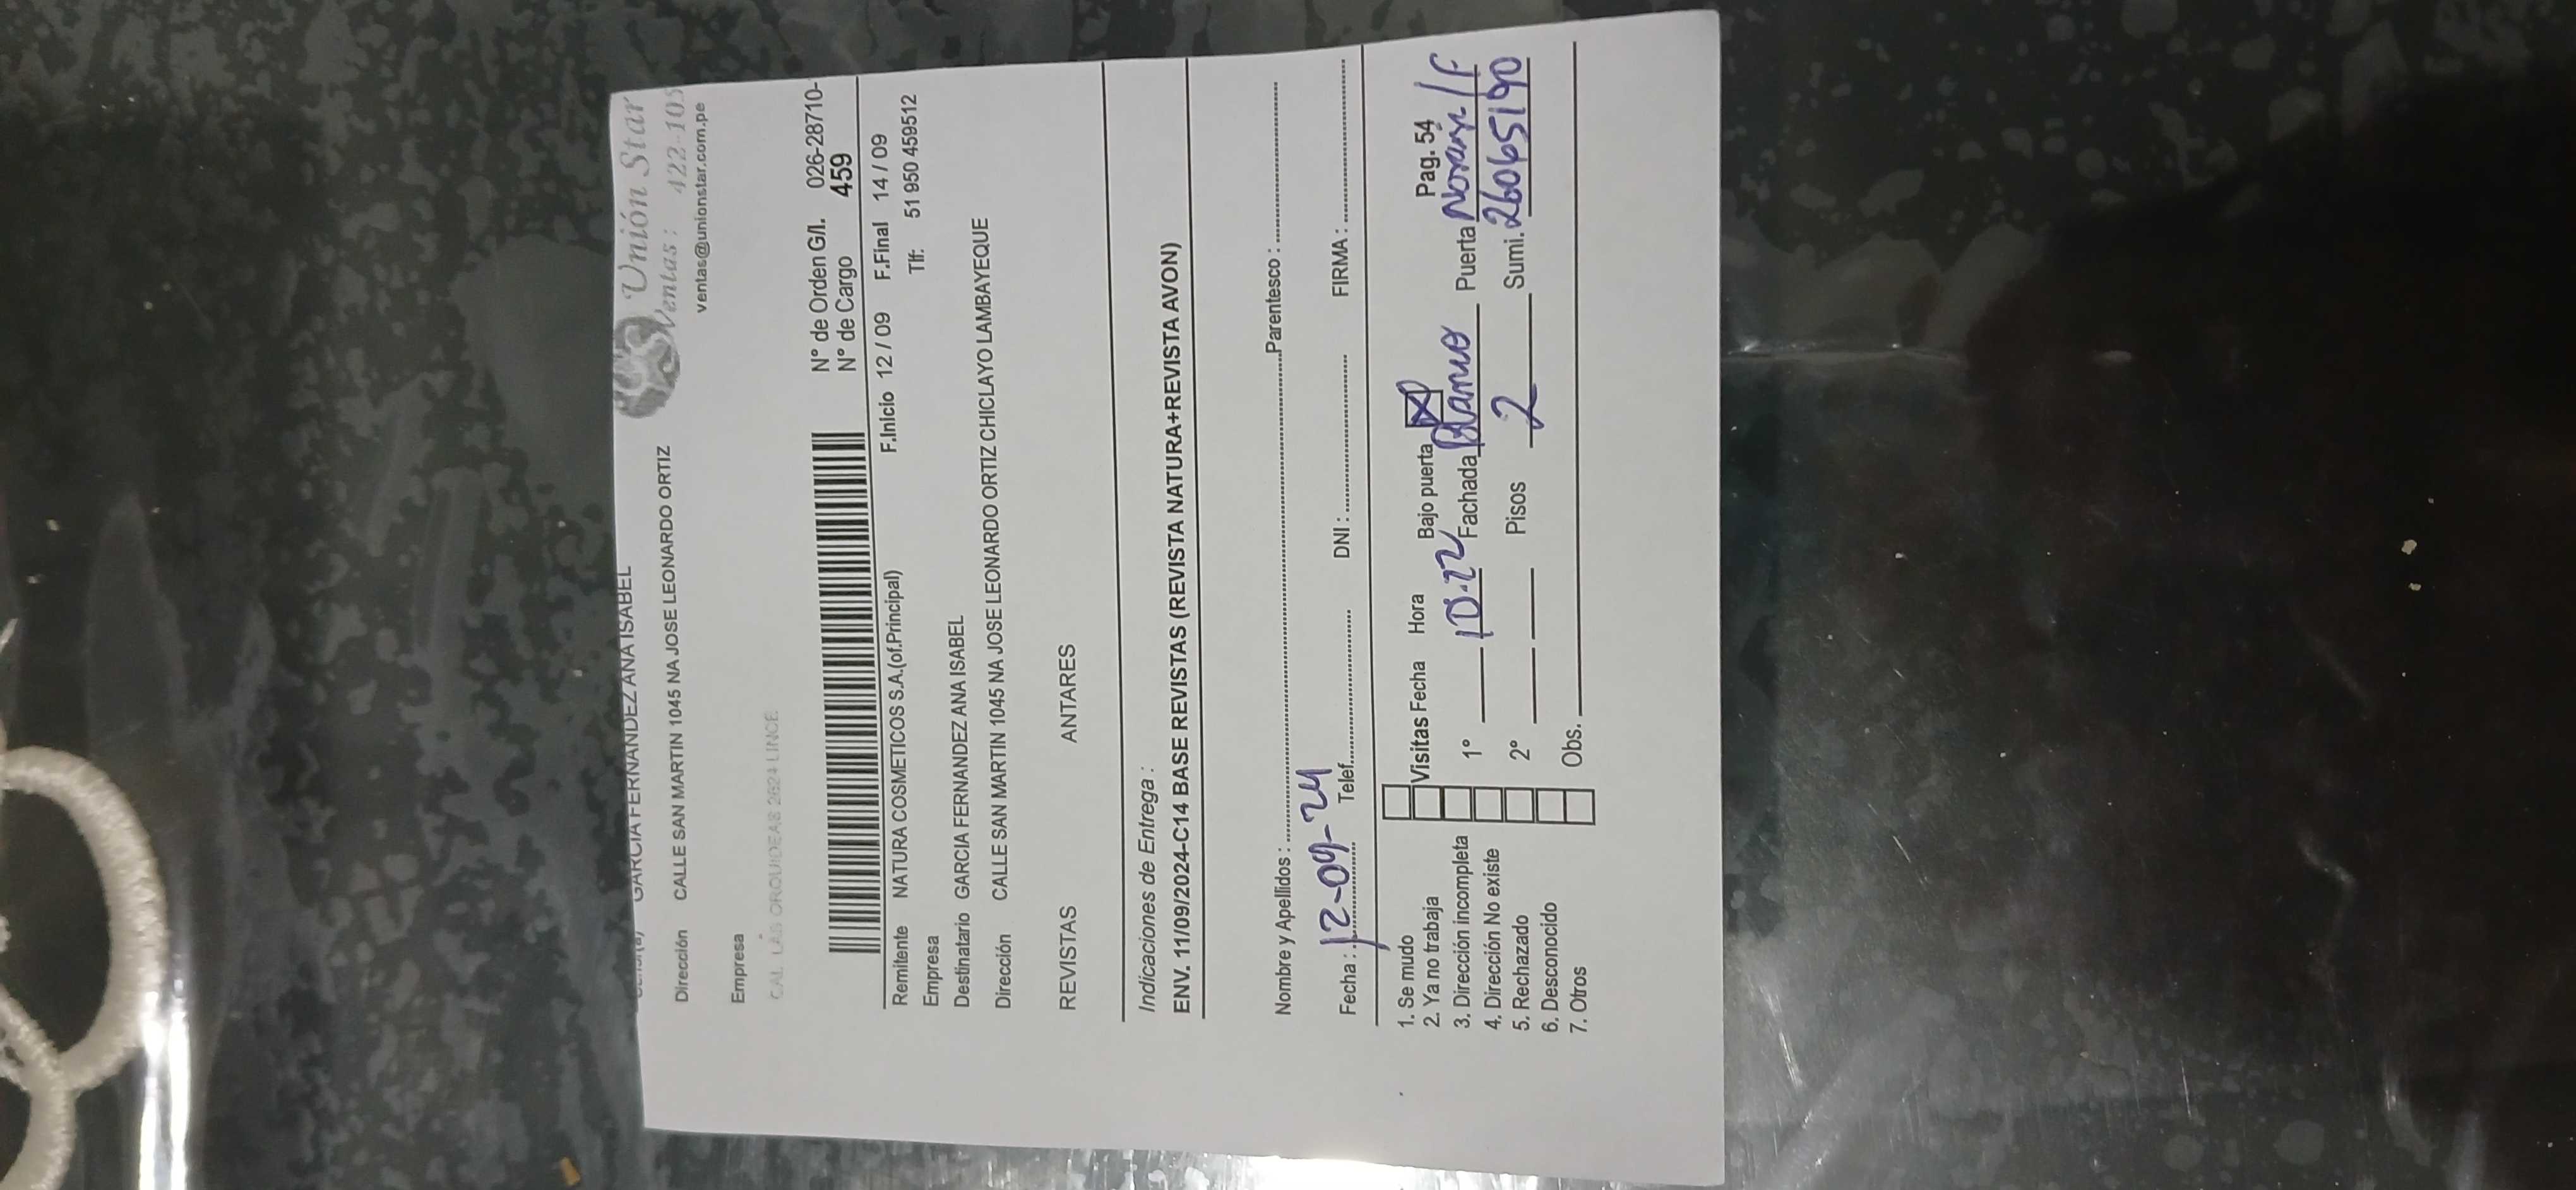 GARCIA FERNANDEZ ANA ISABEL
Unión Star
Dirección CALLE SAN MARTIN 1045 NA JOSE LEONARDO ORTIZ
Ventas: 422-105
ventas@unionstar.com.pe
Empresa
CAL. LAS ORQUIDEAS 2624 LINCE
N° de Orden G/I. 026-28710-
N° de Cargo 459
F.Inicio 12 / 09 F.Final 14 / 09
Remitente NATURA COSMETICOS S.A.(of.Principal)
Tlf: 51 950 459512
Empresa
Destinatario GARCIA FERNANDEZ ANA ISABEL
Dirección CALLE SAN MARTIN 1045 NA JOSE LEONARDO ORTIZ CHICLAYO LAMBAYEQUE
REVISTAS ANTARES
Indicaciones de Entrega :
ENV. 11/09/2024-C14 BASE REVISTAS (REVISTA NATURA+REVISTA AVON)
Nombre y Apellidos : Parentesco :
Fecha : 12-09-24 Telef. DNI : FIRMA :
1. Se mudo
2. Ya no trabaja
3. Dirección incompleta
4. Dirección No existe
5. Rechazado
6. Desconocido
7. Otros
Visitas Fecha Hora Bajo puerta Pag. 54
1° 10:22 Fachada Blanco Puerta /F
2° Pisos 2 Sumi. 26065190
Obs.